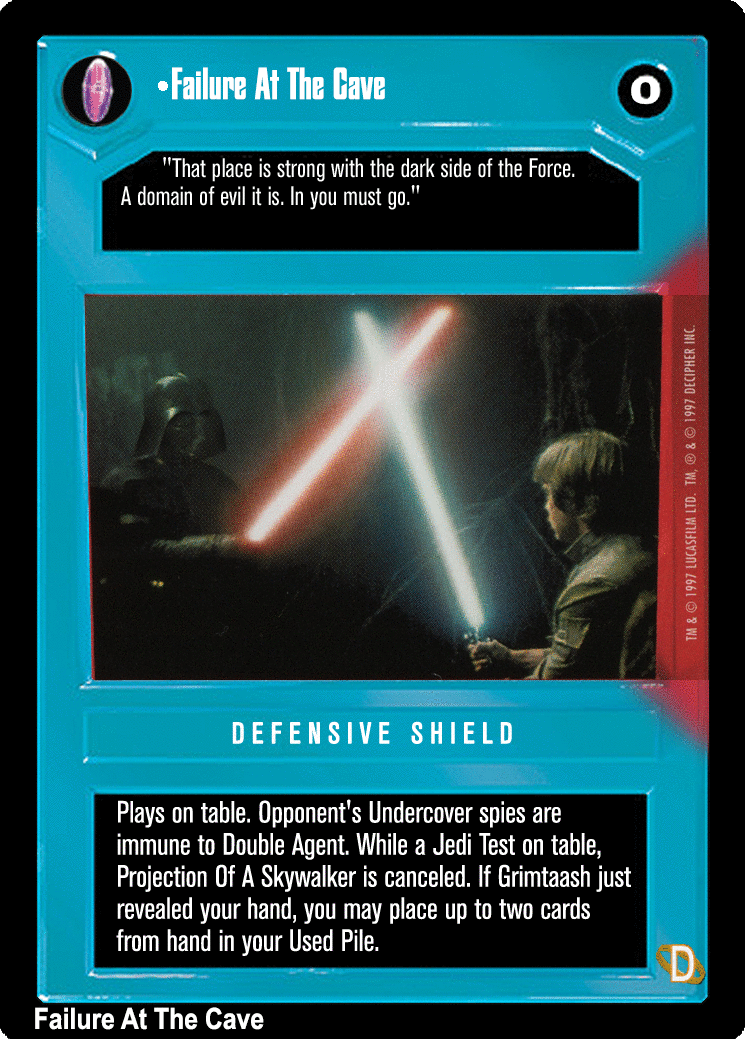 •Failure At The Cave
0
"That place is strong with the dark side of the Force.
A domain of evil it is. In you must go."
TM & © 1997 LUCASFILM LTD. TM, ® & © 1997 DECIPHER INC.
DEFENSIVE SHIELD
Plays on table. Opponent's Undercover spies are
immune to Double Agent. While a Jedi Test on table,
Projection Of A Skywalker is canceled. If Grimtaash just
revealed your hand, you may place up to two cards
from hand in your Used Pile.
D
Failure At The Cave